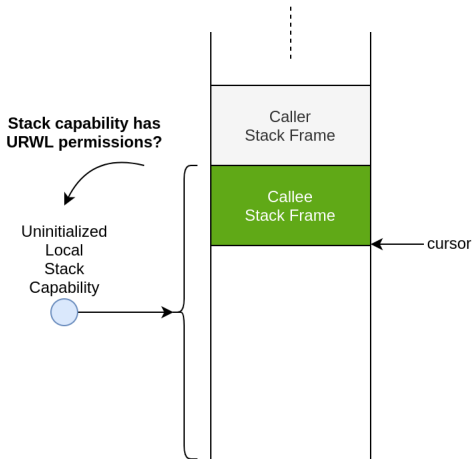 Caller
Stack Frame
Stack capability has
URWL permissions?
Callee
Stack Frame
Uninitialized
Local
Stack
Capability
cursor